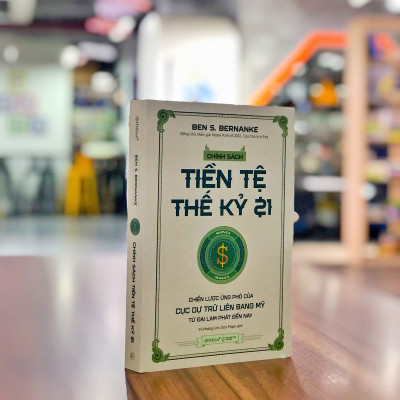 BEN S. BERNANKE
CHÍNH SÁCH
TIỀN TỆ
THẾ KỶ 21
$
CHIẾN LƯỢC ỨNG PHÓ CỦA
CỤC DỰ TRỮ LIÊN BANG MỸ
TỪ ĐẠI LẠM PHÁT ĐẾN NAY
BEN S. BERNANKE
CHÍNH SÁCH TIỀN TỆ THẾ KỶ 21